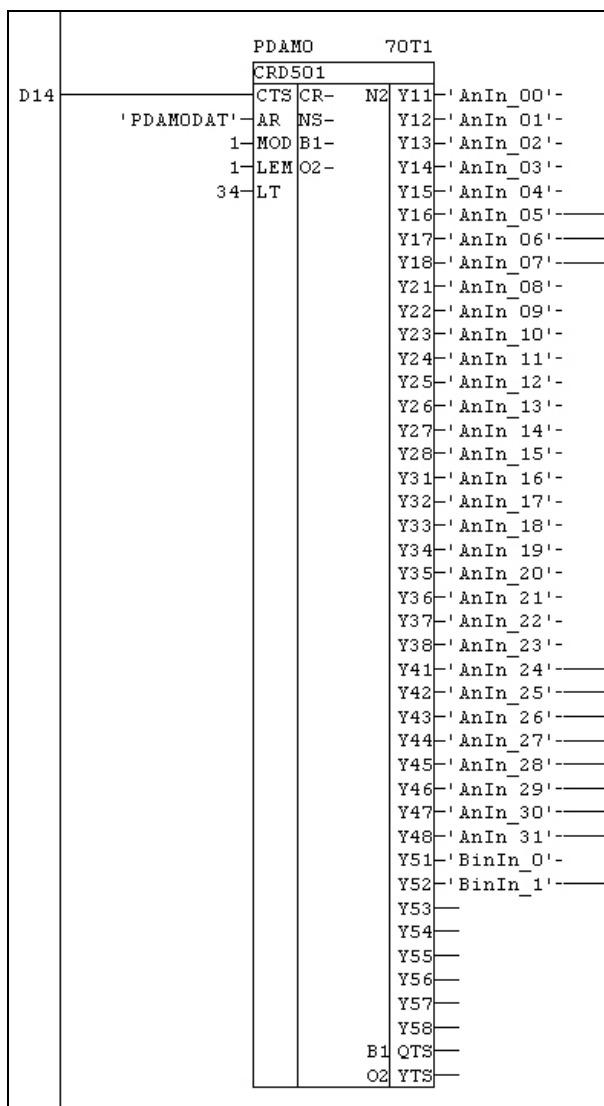 PDAMO 70T1
CRD501
D14 CTS CR- N2 Y11 'AnIn_00'-
'PDAMODAT' AR NS- Y12 'AnIn_01'-
1 MOD B1- Y13 'AnIn_02'-
1 LEM O2- Y14 'AnIn_03'-
34 LT Y15 'AnIn_04'-
Y16 'AnIn_05'
Y17 'AnIn_06'
Y18 'AnIn_07'
Y21 'AnIn_08'-
Y22 'AnIn_09'-
Y23 'AnIn_10'-
Y24 'AnIn_11'-
Y25 'AnIn_12'-
Y26 'AnIn_13'-
Y27 'AnIn_14'-
Y28 'AnIn_15'-
Y31 'AnIn_16'-
Y32 'AnIn_17'-
Y33 'AnIn_18'-
Y34 'AnIn_19'-
Y35 'AnIn_20'-
Y36 'AnIn_21'-
Y37 'AnIn_22'-
Y38 'AnIn_23'-
Y41 'AnIn_24'
Y42 'AnIn_25'
Y43 'AnIn_26'
Y44 'AnIn_27'
Y45 'AnIn_28'
Y46 'AnIn_29'
Y47 'AnIn_30'
Y48 'AnIn_31'
Y51 'BinIn_0'-
Y52 'BinIn_1'
Y53
Y54
Y55
Y56
Y57
Y58
B1 QTS
O2 YTS